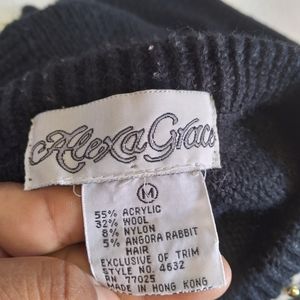 Alexa Grace
M
55% ACRYLIC
32% WOOL
8% NYLON
5% ANGORA RABBIT
HAIR
EXCLUSIVE OF TRIM
STYLE NO. 4632
RN 77025
MADE IN HONG KONG